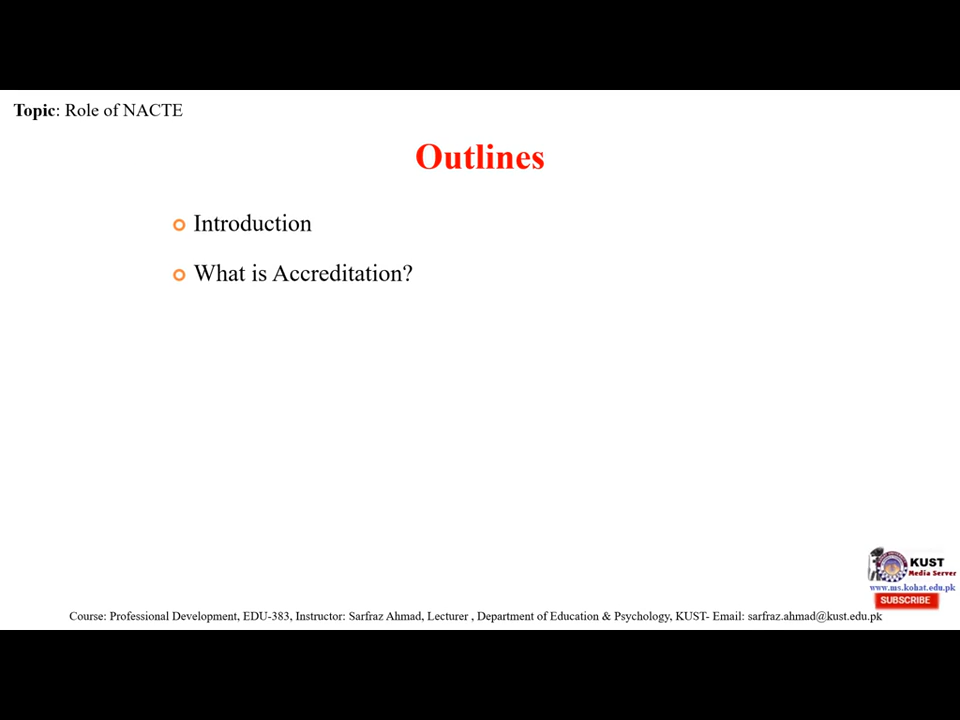 Topic: Role of NACTE
Outlines
Introduction
What is Accreditation?
KUST
Media Server
www.ms.kohat.edu.pk
SUBSCRIBE
Course: Professional Development, EDU-383, Instructor: Sarfraz Ahmad, Lecturer , Department of Education & Psychology, KUST- Email: sarfraz.ahmad@kust.edu.pk